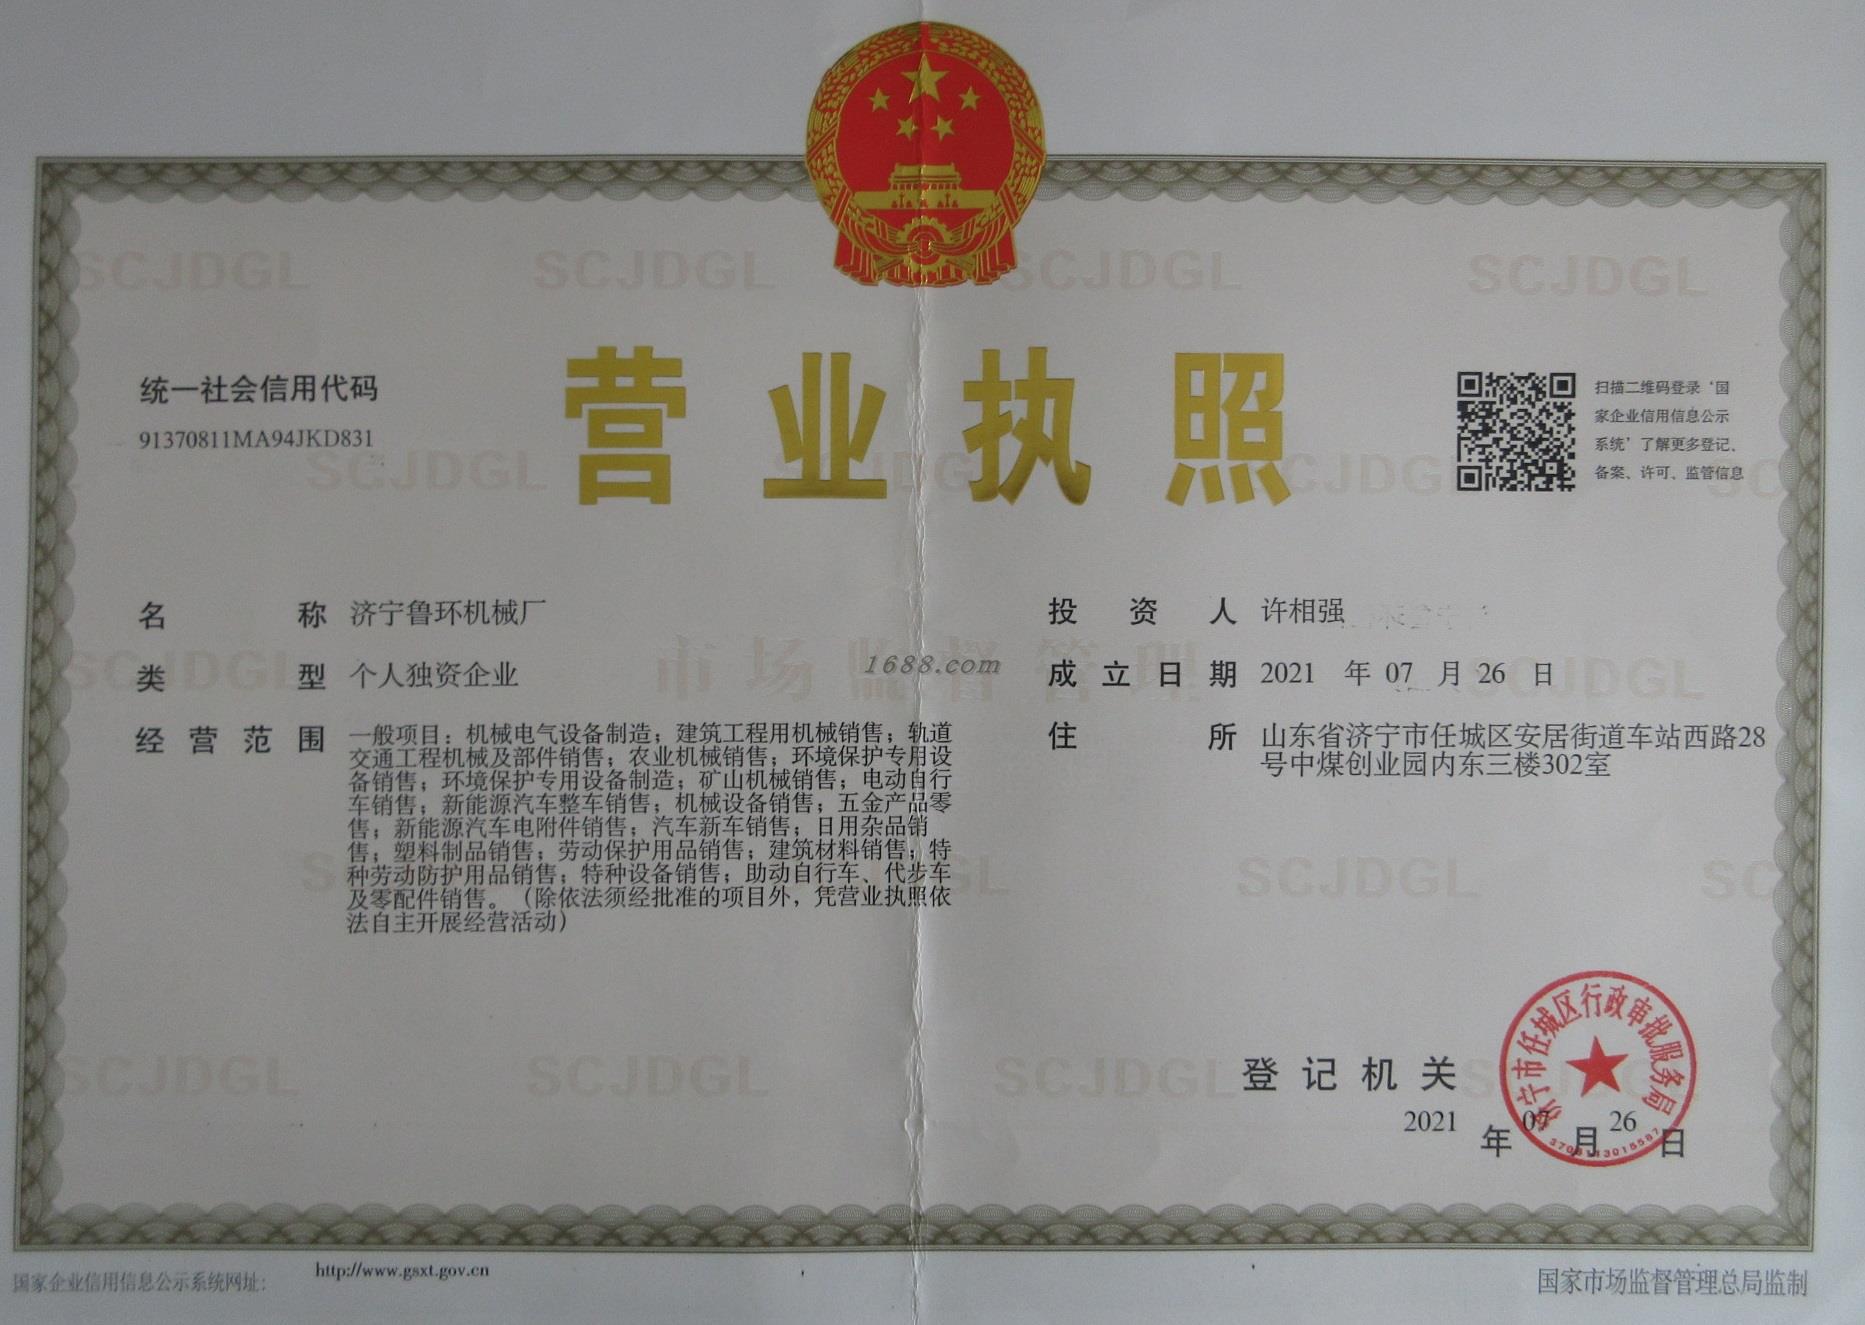 营业执照
统一社会信用代码
91370811MA94JKD831
扫描二维码登录‘国
家企业信用信息公示
系统’了解更多登记、
备案、许可、监管信息
名称 济宁鲁环机械厂
类型 个人独资企业
经营范围 一般项目：机械电气设备制造；建筑工程用机械销售；轨道
交通工程机械及部件销售；农业机械销售；环境保护专用设
备销售；环境保护专用设备制造；矿山机械销售；电动自行
车销售；新能源汽车整车销售；机械设备销售；五金产品零
售；新能源汽车电附件销售；汽车新车销售；日用杂品销
售；塑料制品销售；劳动保护用品销售；建筑材料销售；特
种劳动防护用品销售；特种设备销售；助动自行车、代步车
及零配件销售。（除依法须经批准的项目外，凭营业执照依
法自主开展经营活动）
投资人 许相强
成立日期 2021 年 07 月 26 日
住所 山东省济宁市任城区安居街道车站西路28
号中煤创业园内东三楼302室
1688.com
市场监督管理
SCJDGL
登记机关
2021 年 07 月 26 日
济宁市任城区行政审批服务局
国家企业信用信息公示系统网址：
http://www.gsxt.gov.cn
国家市场监督管理总局监制